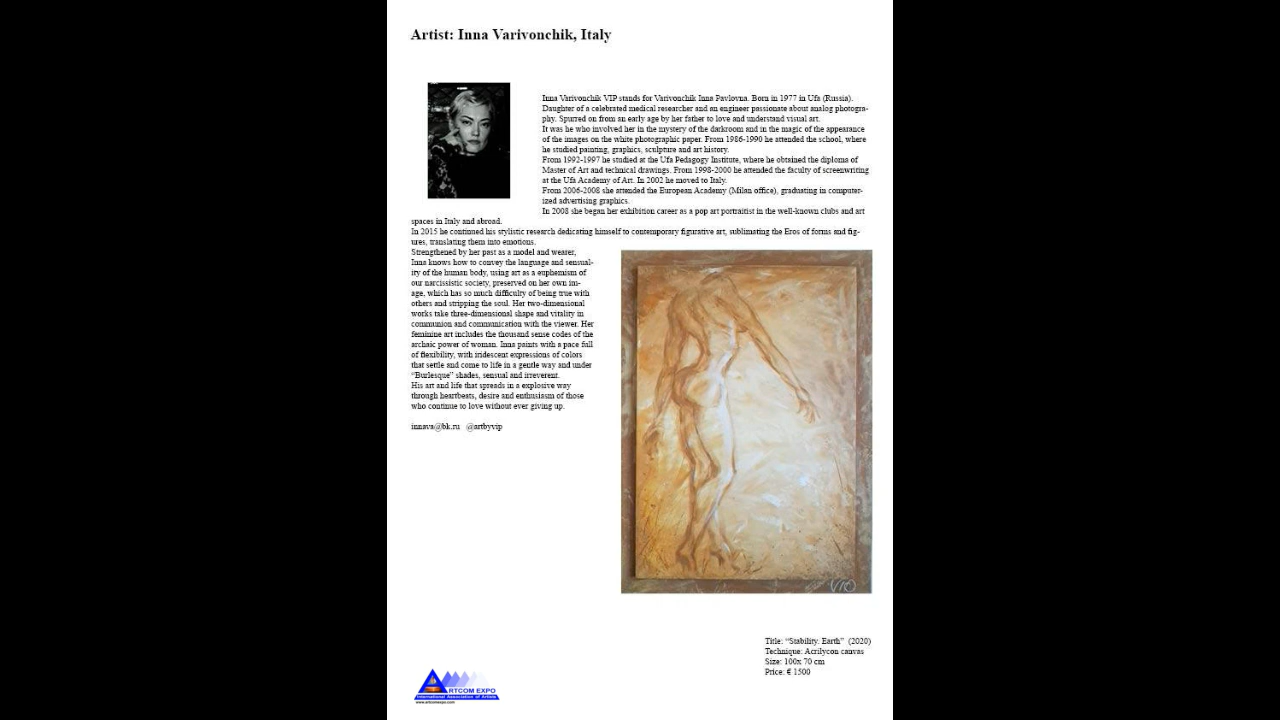 Artist: Inna Varivonchik, Italy
Inna Varivonchik VIP stands for Varivonchik Inna Pavlovna. Born in 1977 in Ufa (Russia).
Daughter of a celebrated medical researcher and an engineer passionate about analog photogra-
phy. Spurred on from an early age by her father to love and understand visual art.
It was he who involved her in the mystery of the darkroom and in the magic of the appearance
of the images on the white photographic paper. From 1986-1990 he attended the school, where
he studied painting, graphics, sculpture and art history.
From 1992-1997 he studied at the Ufa Pedagogy Institute, where he obtained the diploma of
Master of Art and technical drawings. From 1998-2000 he attended the faculty of screenwriting
at the Ufa Academy of Art. In 2002 he moved to Italy.
From 2006-2008 she attended the European Academy (Milan office), graduating in computer-
ized advertising graphics.
In 2008 she began her exhibition career as a pop art portraitist in the well-known clubs and art
spaces in Italy and abroad.
In 2015 he continued his stylistic research dedicating himself to contemporary figurative art, sublimating the Eros of forms and fig-
ures, translating them into emotions.
Strengthened by her past as a model and wearer,
Inna knows how to convey the language and sensual-
ity of the human body, using art as a euphemism of
our narcissistic society, preserved on her own im-
age, which has so much difficulty of being true with
others and stripping the soul. Her two-dimensional
works take three-dimensional shape and vitality in
communion and communication with the viewer. Her
feminine art includes the thousand sense codes of the
archaic power of woman. Inna paints with a pace full
of flexibility, with iridescent expressions of colors
that settle and come to life in a gentle way and under
“Burlesque” shades, sensual and irreverent.
His art and life that spreads in a explosive way
through heartbeats, desire and enthusiasm of those
who continue to love without ever giving up.
innava@bk.ru @artbyvip
VIP
Title: “Stability. Earth” (2020)
Technique: Acrilycon canvas
Size: 100x 70 cm
Price: € 1500
ARTCOM EXPO
International Association of Artists
www.artcomexpo.com